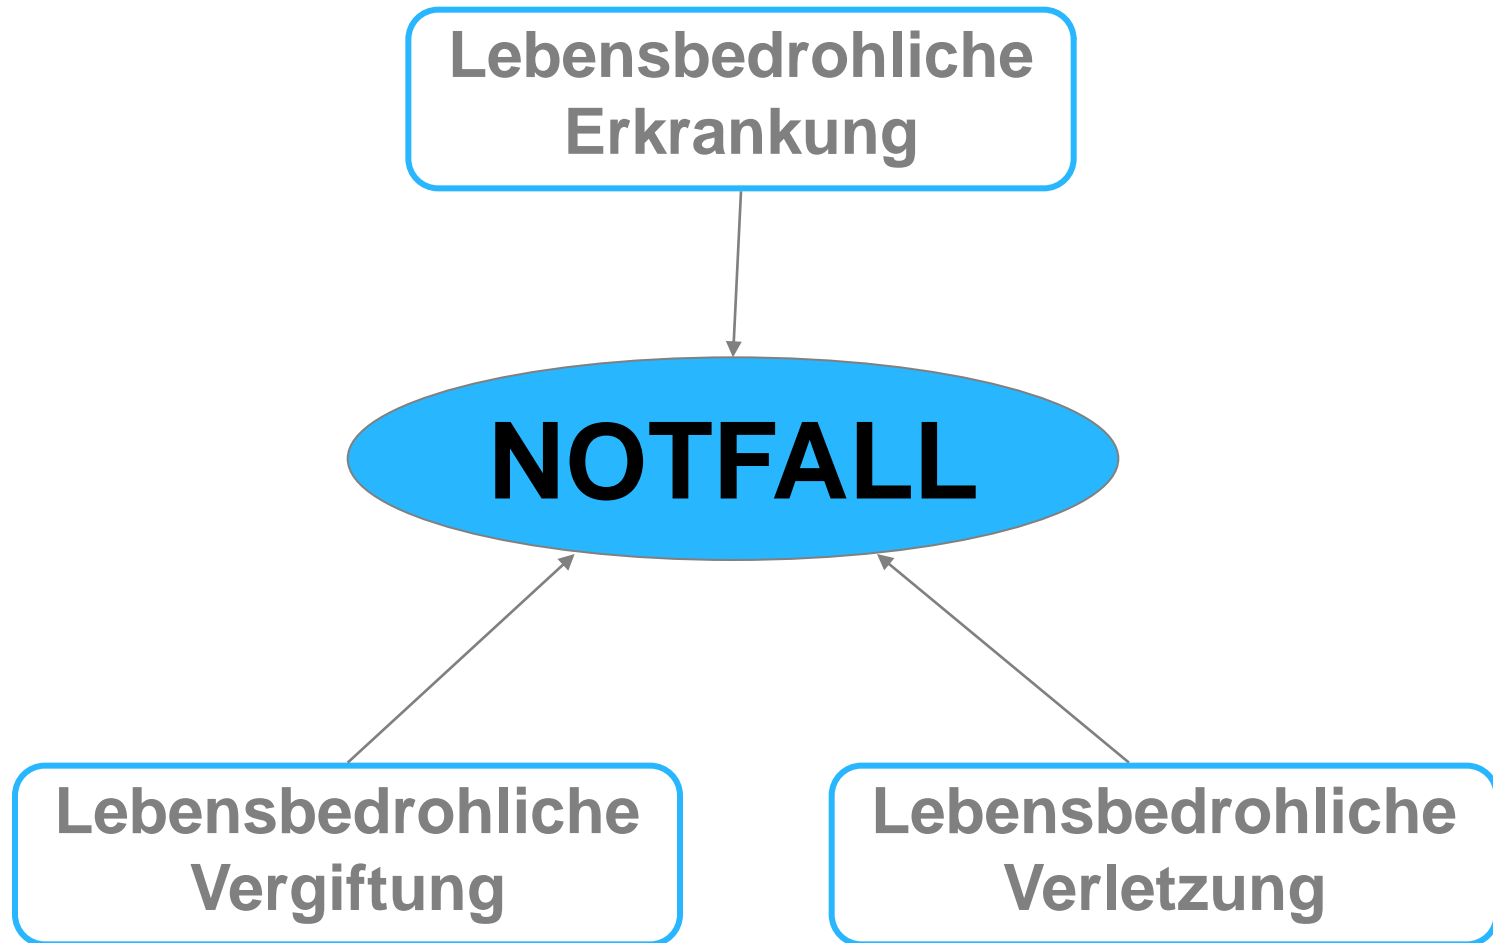 Lebensbedrohliche
Erkrankung
NOTFALL
Lebensbedrohliche
Vergiftung
Lebensbedrohliche
Verletzung